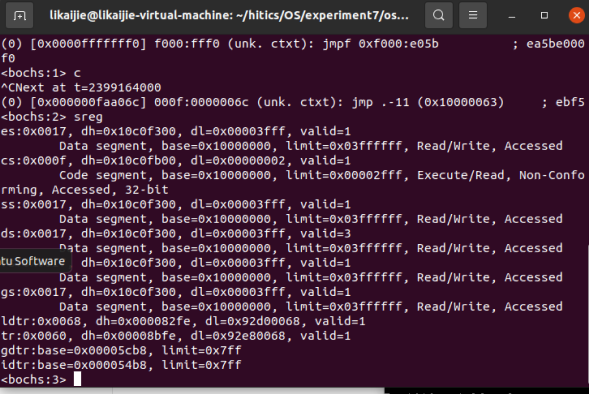 likaijie@likaijie-virtual-machine: ~/hitics/OS/experiment7/os...
(0) [0x0000fffffff0] f000:fff0 (unk. ctxt): jmpf 0xf000:e05b ; ea5be000
f0
<bochs:1> c
^CNext at t=2399164000
(0) [0x000000faa06c] 000f:0000006c (unk. ctxt): jmp .-11 (0x10000063) ; ebf5
<bochs:2> sreg
es:0x0017, dh=0x10c0f300, dl=0x00003fff, valid=1
Data segment, base=0x10000000, limit=0x03ffffff, Read/Write, Accessed
cs:0x000f, dh=0x10c0fb00, dl=0x00000002, valid=1
Code segment, base=0x10000000, limit=0x00002fff, Execute/Read, Non-Confo
rming, Accessed, 32-bit
ss:0x0017, dh=0x10c0f300, dl=0x00003fff, valid=1
Data segment, base=0x10000000, limit=0x03ffffff, Read/Write, Accessed
ds:0x0017, dh=0x10c0f300, dl=0x00003fff, valid=3
Data segment, base=0x10000000, limit=0x03ffffff, Read/Write, Accessed
tu Software
, dh=0x10c0f300, dl=0x00003fff, valid=1
Data segment, base=0x10000000, limit=0x03ffffff, Read/Write, Accessed
gs:0x0017, dh=0x10c0f300, dl=0x00003fff, valid=1
Data segment, base=0x10000000, limit=0x03ffffff, Read/Write, Accessed
ldtr:0x0068, dh=0x000082fe, dl=0x92d00068, valid=1
tr:0x0060, dh=0x00008bfe, dl=0x92e80068, valid=1
gdtr:base=0x00005cb8, limit=0x7ff
idtr:base=0x000054b8, limit=0x7ff
<bochs:3>